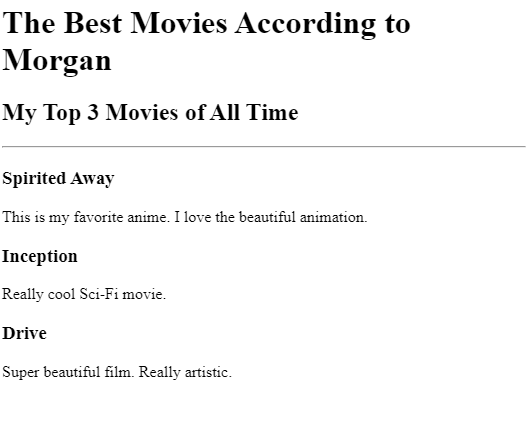 The Best Movies According to
Morgan
My Top 3 Movies of All Time
Spirited Away
This is my favorite anime. I love the beautiful animation.
Inception
Really cool Sci-Fi movie.
Drive
Super beautiful film. Really artistic.